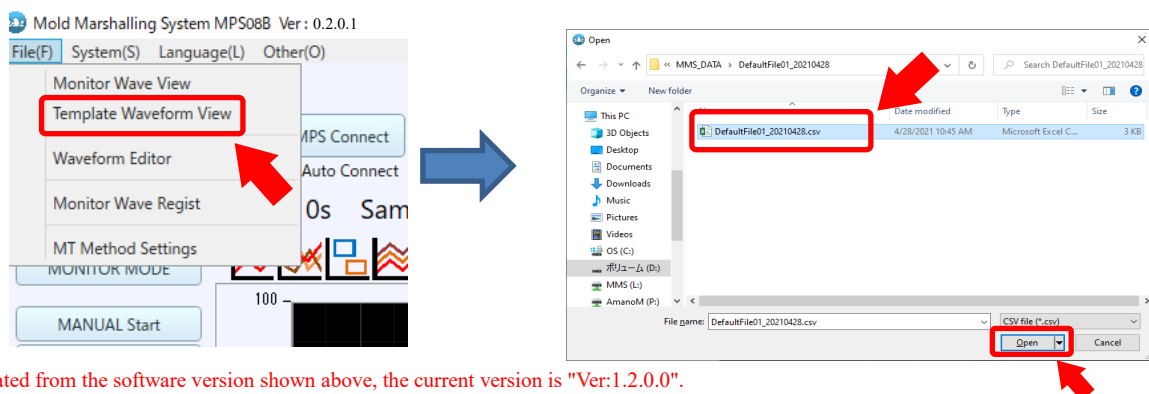 Mold Marshalling System MPS08B Ver : 0.2.0.1
File(F) System(S) Language(L) Other(O)
Monitor Wave View
Template Waveform View
Waveform Editor
Monitor Wave Regist
MT Method Settings
MPS Connect
Auto Connect
0s Sam
MONITOR MODE
100
MANUAL Start
Open
« MMS_DATA › DefaultFile01_20210428
Search DefaultFile01_20210428
Organize New folder
Date modified Type Size
This PC
3D Objects
Desktop
Documents
Downloads
Music
Pictures
Videos
OS (C:)
ボリューム (D:)
MMS (L:)
AmanoM (P:)
DefaultFile01_20210428.csv 4/28/2021 10:45 AM Microsoft Excel C... 3 KB
File name: DefaultFile01_20210428.csv CSV file (*.csv)
Open Cancel
from the software version shown above, the current version is "Ver:1.2.0.0".